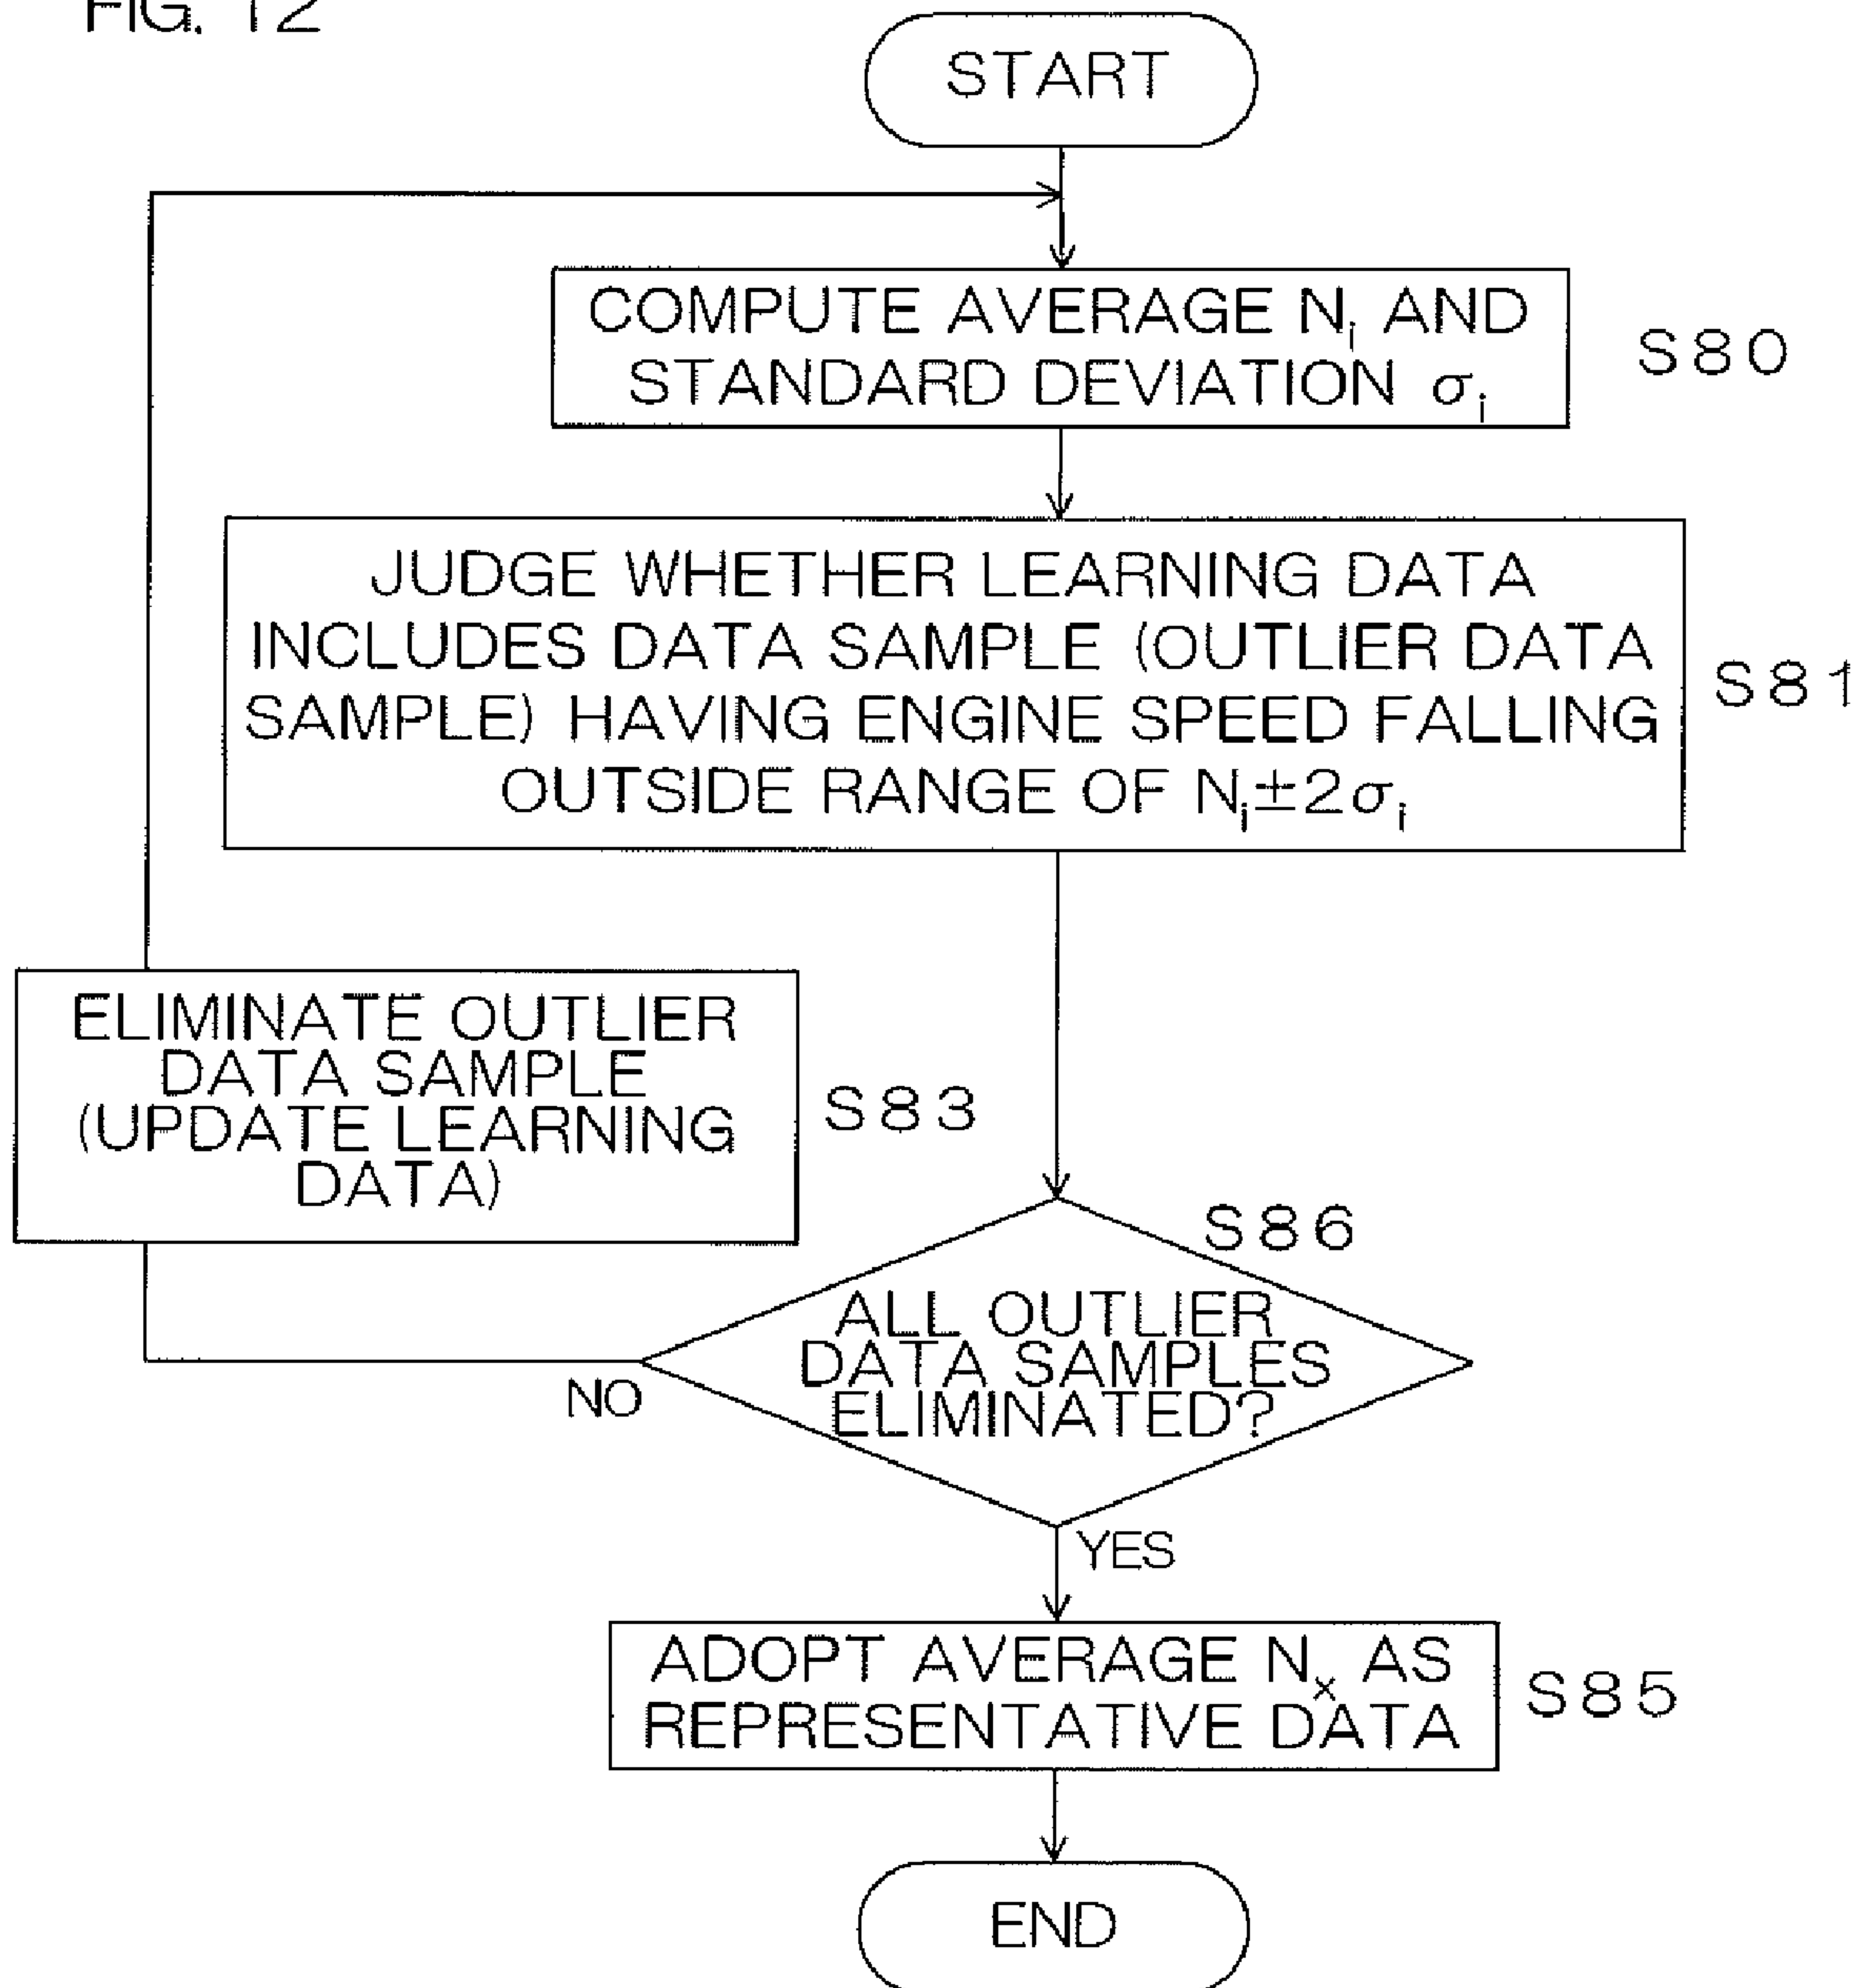 FIG. 12
START
COMPUTE AVERAGE Nᵢ AND
STANDARD DEVIATION σᵢ
S80
JUDGE WHETHER LEARNING DATA
INCLUDES DATA SAMPLE (OUTLIER DATA
SAMPLE) HAVING ENGINE SPEED FALLING
OUTSIDE RANGE OF Nᵢ±2σᵢ
S81
ELIMINATE OUTLIER
DATA SAMPLE
(UPDATE LEARNING
DATA)
S83
S86
ALL OUTLIER
DATA SAMPLES
ELIMINATED?
NO
YES
ADOPT AVERAGE Nₓ AS
REPRESENTATIVE DATA
S85
END